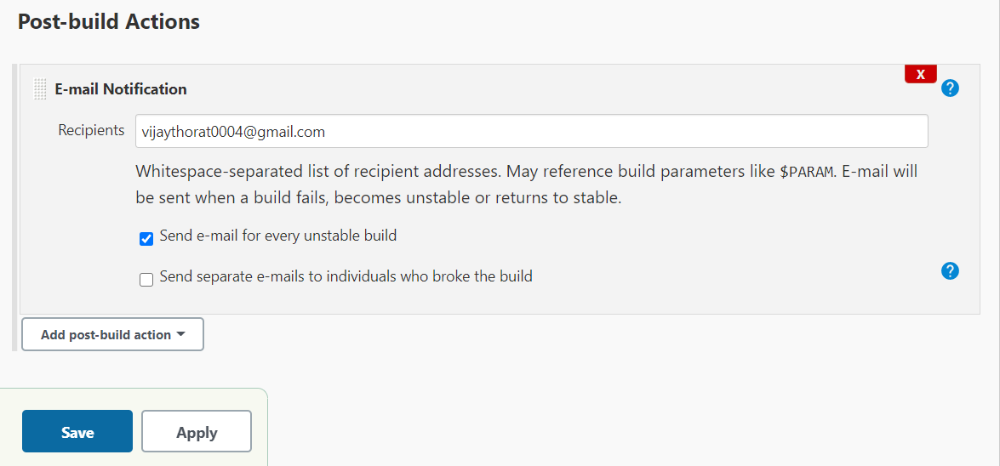 Post-build Actions
X
?
E-mail Notification
Recipients vijaythorat0004@gmail.com
Whitespace-separated list of recipient addresses. May reference build parameters like $PARAM. E-mail will
be sent when a build fails, becomes unstable or returns to stable.
Send e-mail for every unstable build
Send separate e-mails to individuals who broke the build
?
Add post-build action
Save Apply